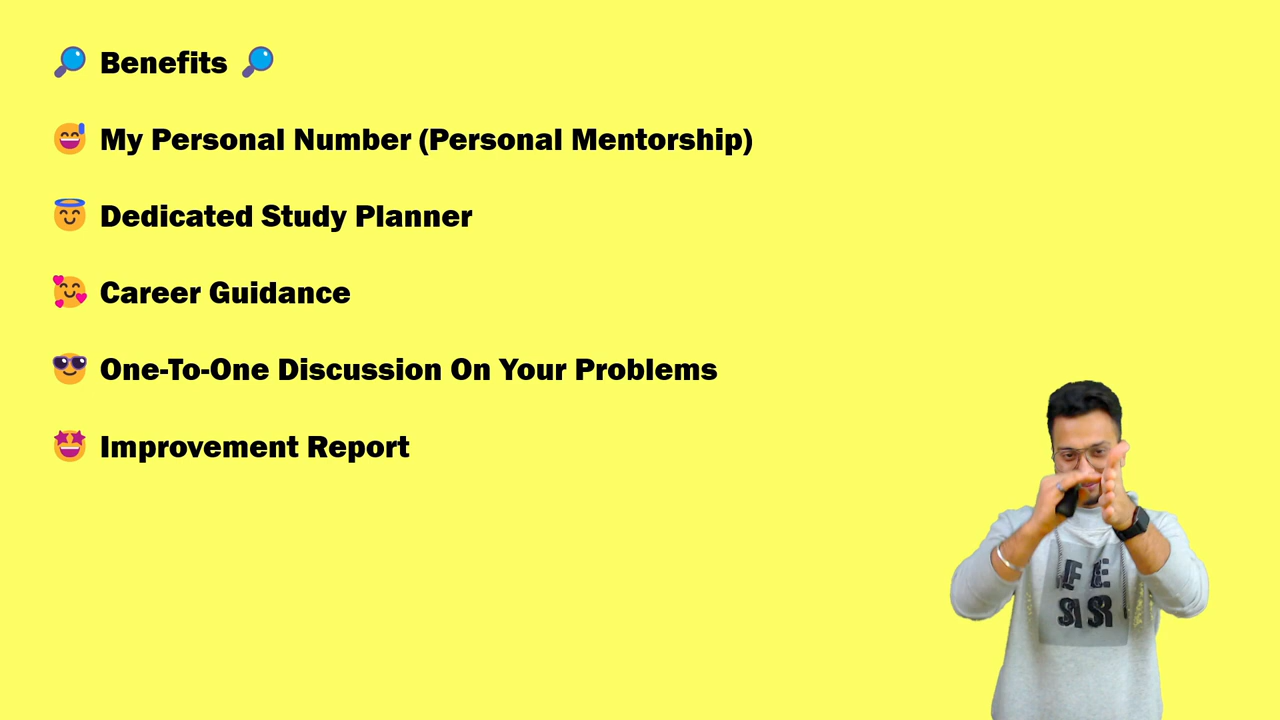 🔎 Benefits 🔎
😅 My Personal Number (Personal Mentorship)
😇 Dedicated Study Planner
🥰 Career Guidance
😎 One-To-One Discussion On Your Problems
🤩 Improvement Report